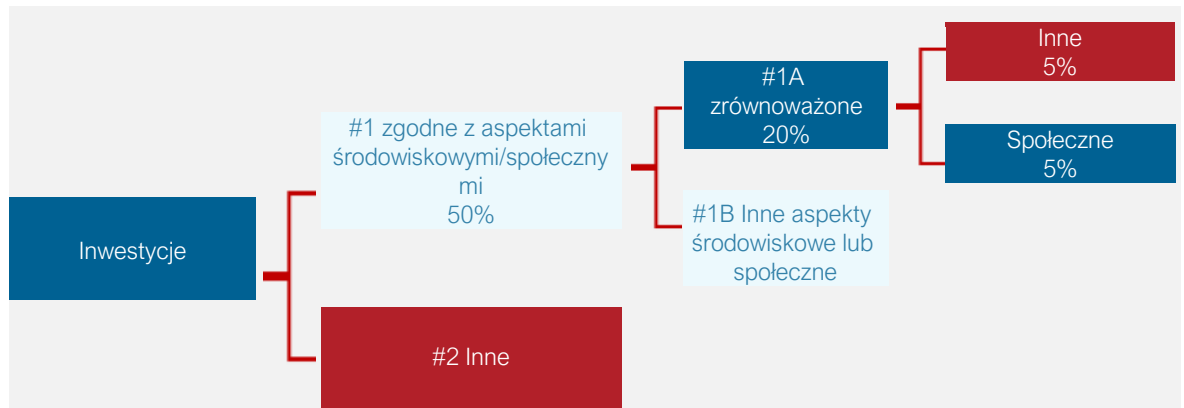 Inwestycje
#1 zgodne z aspektami
środowiskowymi/społeczny
mi
50%
#2 Inne
#1A
zrównoważone
20%
#1B Inne aspekty
środowiskowe lub
społeczne
Inne
5%
Społeczne
5%